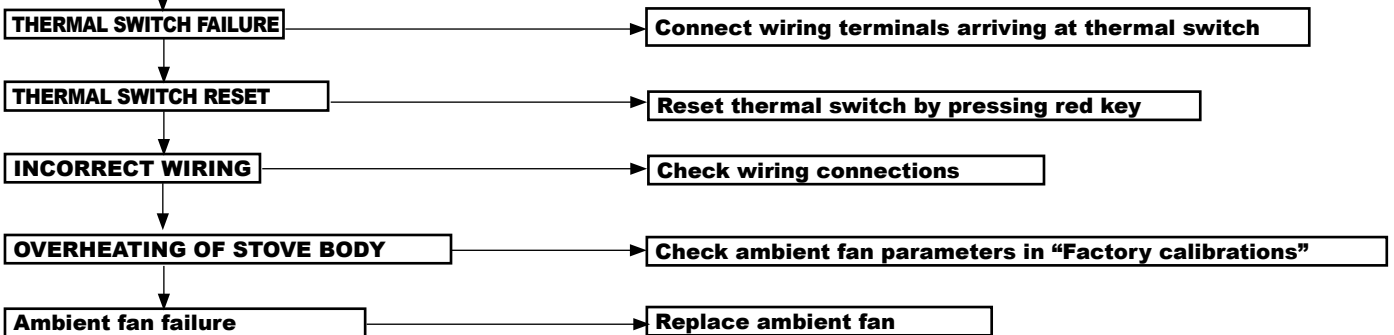 THERMAL SWITCH FAILURE
Connect wiring terminals arriving at thermal switch
THERMAL SWITCH RESET
Reset thermal switch by pressing red key
INCORRECT WIRING
Check wiring connections
OVERHEATING OF STOVE BODY
Check ambient fan parameters in “Factory calibrations”
Ambient fan failure
Replace ambient fan